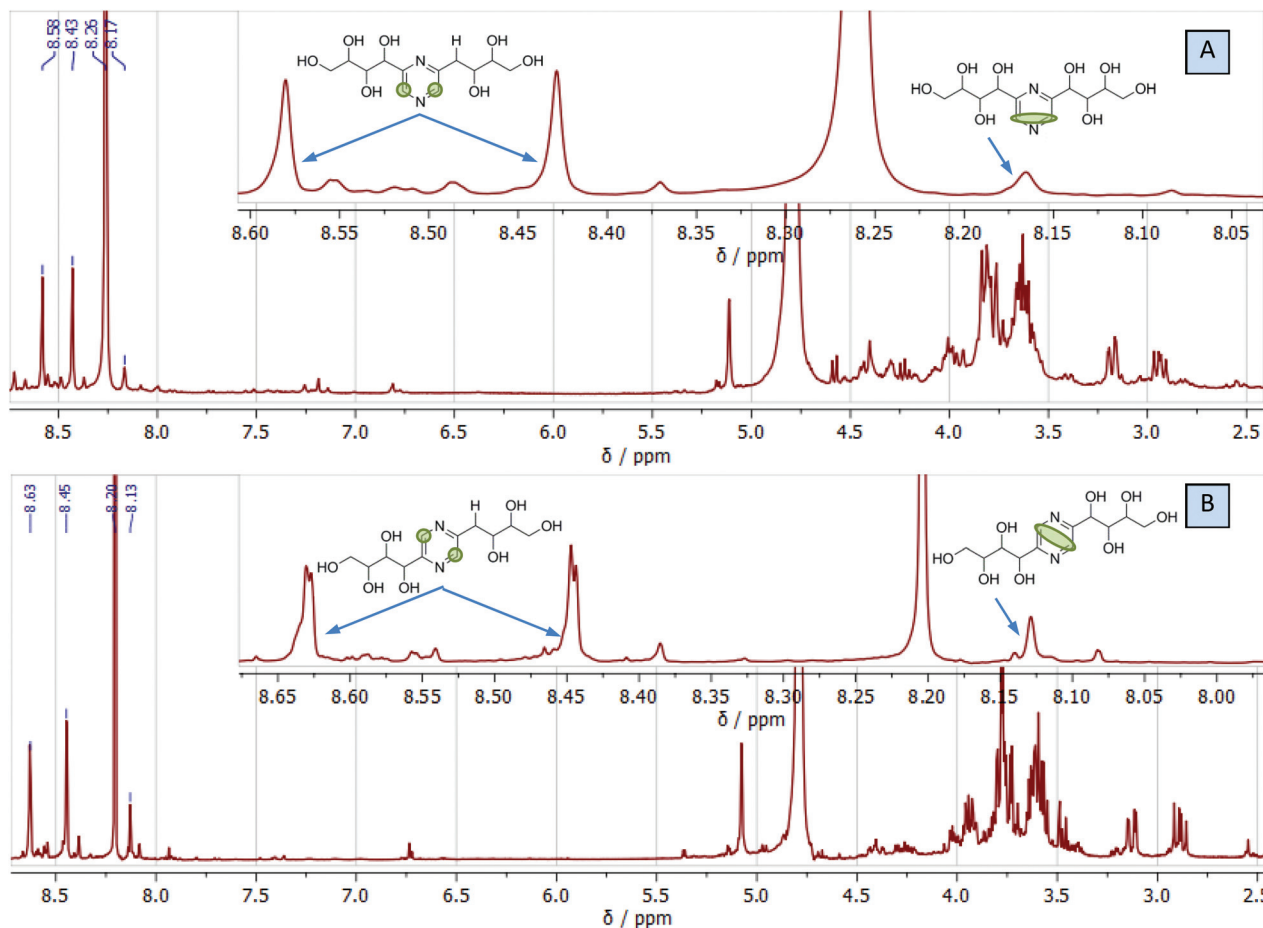 8.58 8.43 8.26 8.17
A
OH OH H OH
HO N OH
OH N OH
OH OH OH OH
HO N OH
OH N OH
8.60 8.55 8.50 8.45 8.40 8.35 8.30 8.25 8.20 8.15 8.10 8.05
δ / ppm
8.5 8.0 7.5 7.0 6.5 6.0 5.5 5.0 4.5 4.0 3.5 3.0 2.5
δ / ppm
8.63 8.45 8.20 8.13
B
H OH
N OH
OH OH
HO N OH
OH OH
OH OH
N OH
OH N OH
HO
OH OH
8.65 8.60 8.55 8.50 8.45 8.40 8.35 8.30 8.25 8.20 8.15 8.10 8.05 8.00
δ / ppm
8.5 8.0 7.5 7.0 6.5 6.0 5.5 5.0 4.5 4.0 3.5 3.0 2.5
δ / ppm